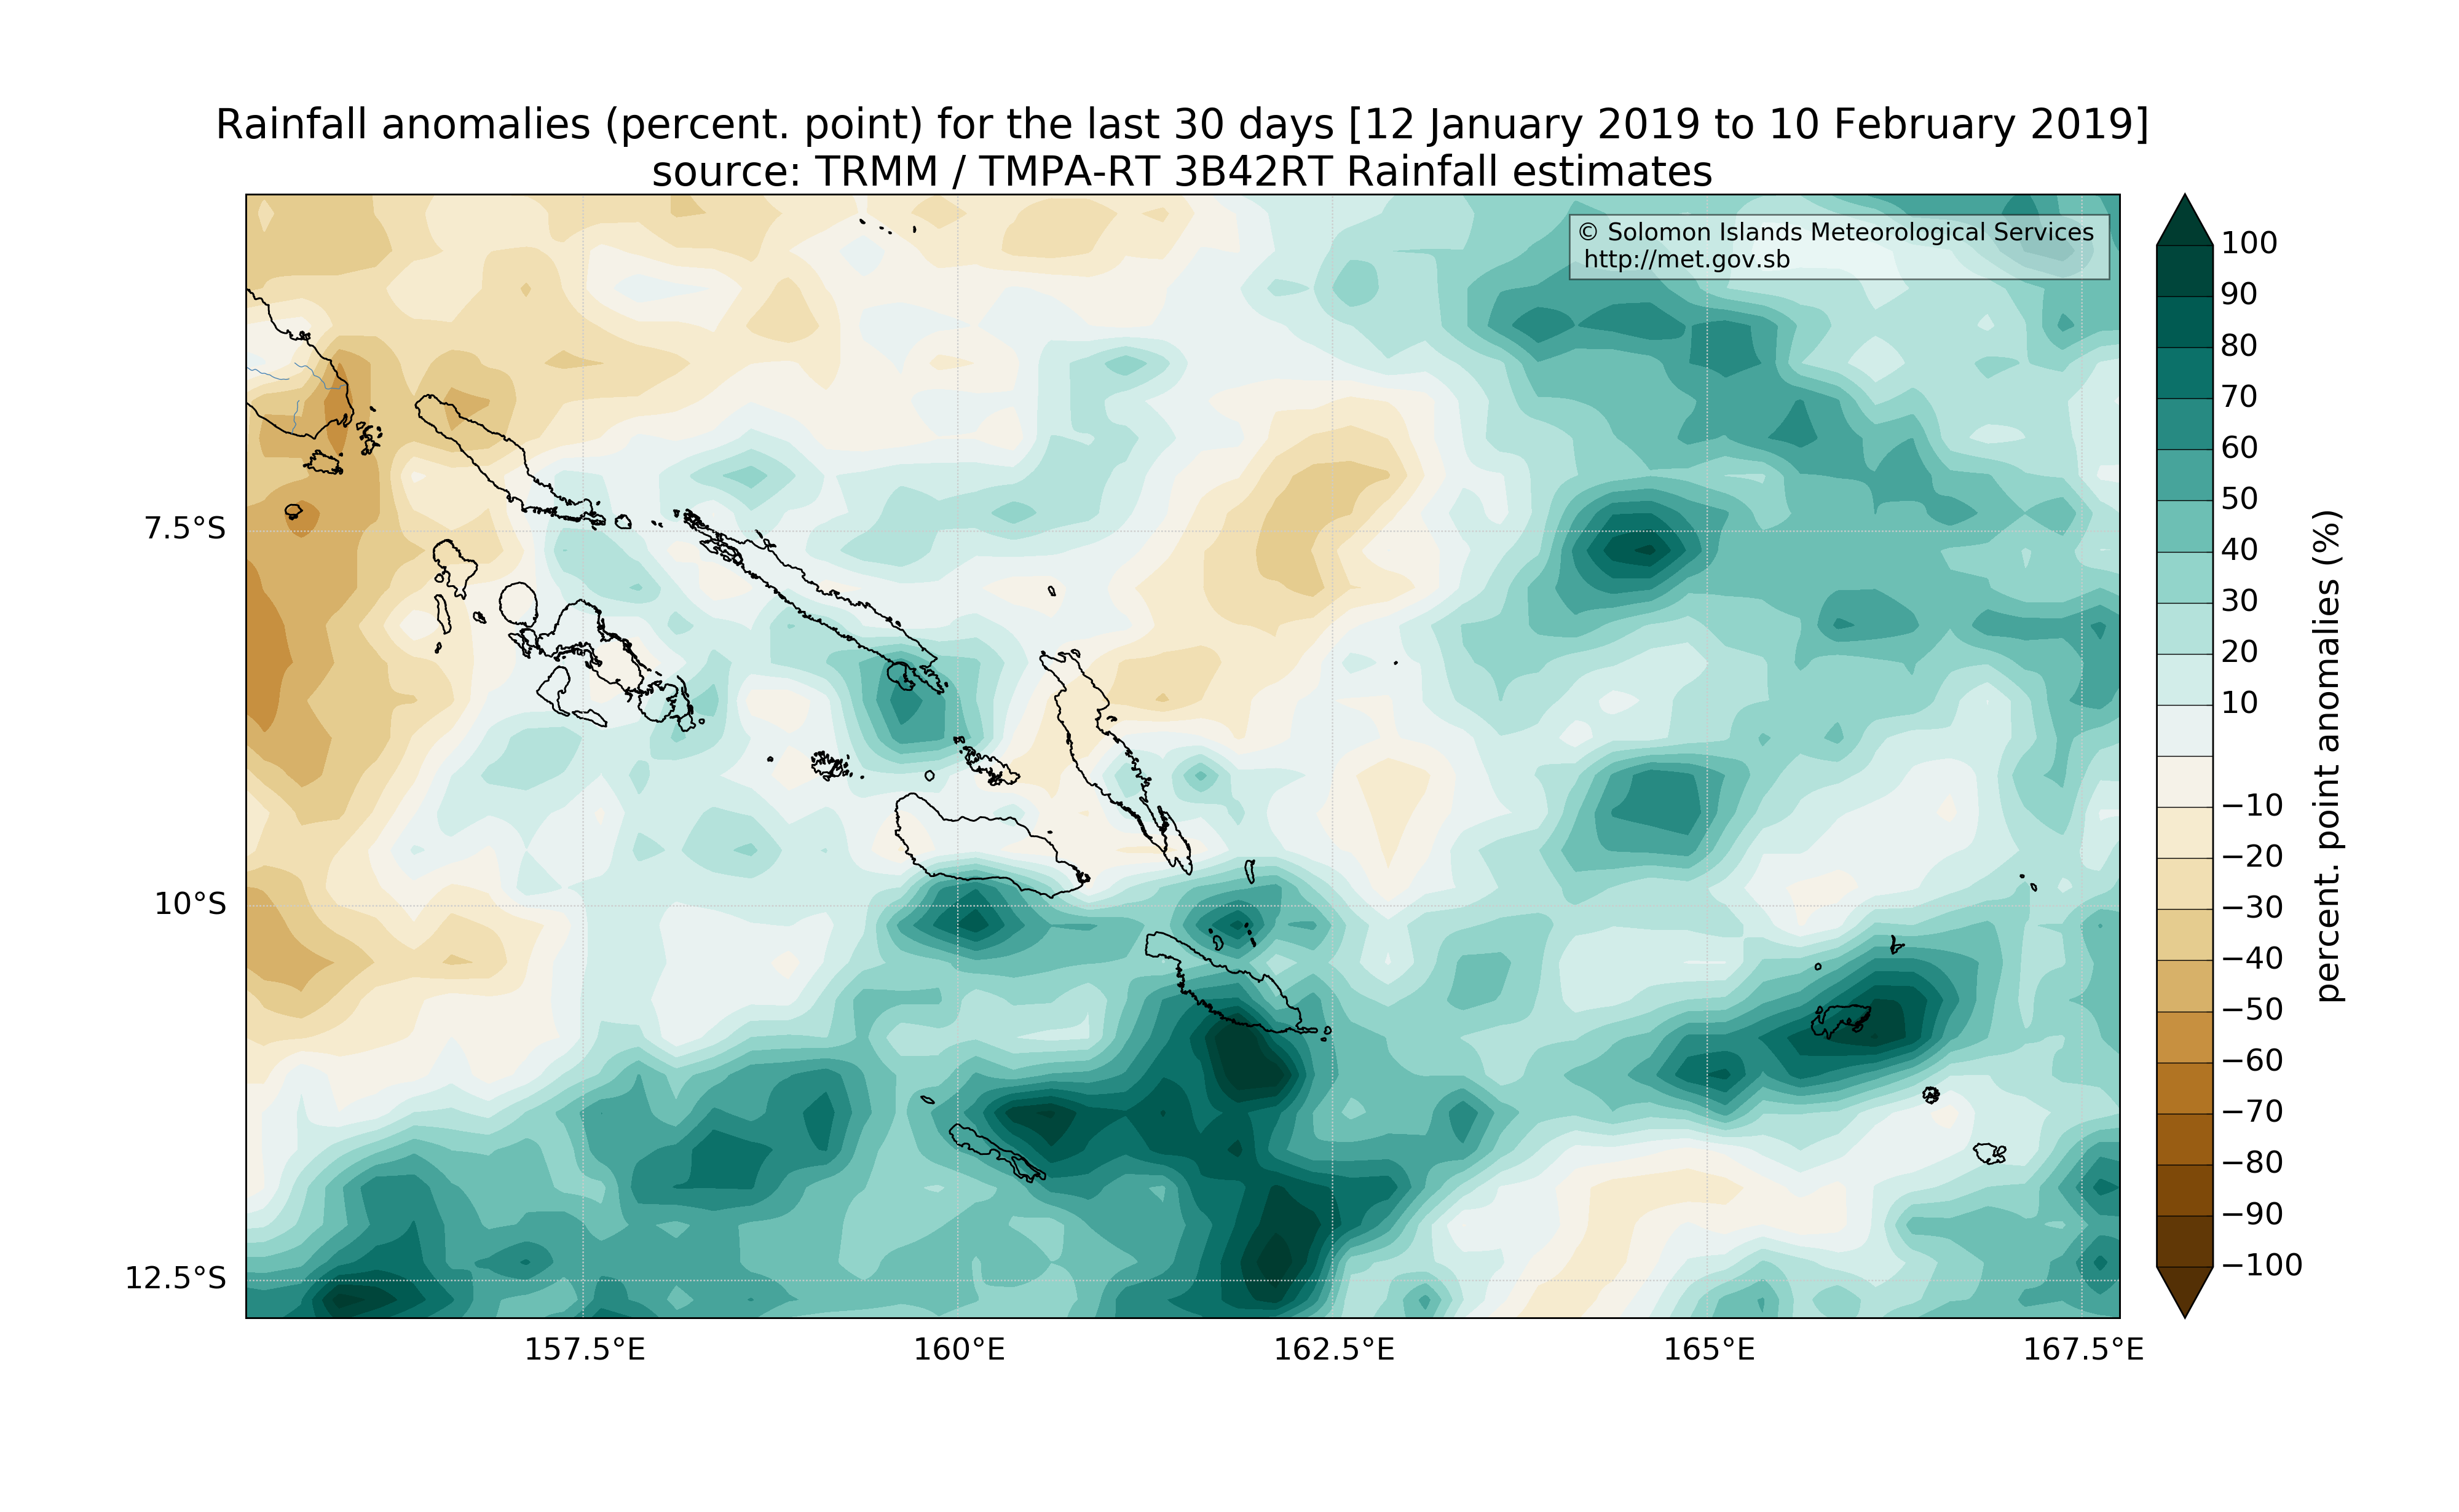 Rainfall anomalies (percent. point) for the last 30 days [12 January 2019 to 10 February 2019]
source: TRMM / TMPA-RT 3B42RT Rainfall estimates
© Solomon Islands Meteorological Services
http://met.gov.sb
7.5°S
10°S
12.5°S
157.5°E
160°E
162.5°E
165°E
167.5°E
100
90
80
70
60
50
40
30
20
10
−10
−20
−30
−40
−50
−60
−70
−80
−90
−100
percent. point anomalies (%)